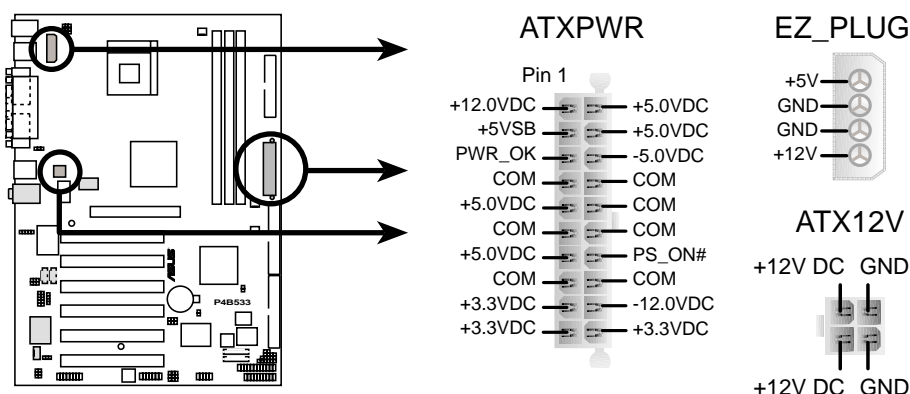 ATXPWR
EZ_PLUG
Pin 1
+12.0VDC +5.0VDC
+5VSB +5.0VDC
PWR_OK -5.0VDC
COM COM
+5.0VDC COM
COM COM
+5.0VDC PS_ON#
COM COM
+3.3VDC -12.0VDC
+3.3VDC +3.3VDC
+5V
GND
GND
+12V
ATX12V
+12V DC GND
+12V DC GND
ASUS
P4B533